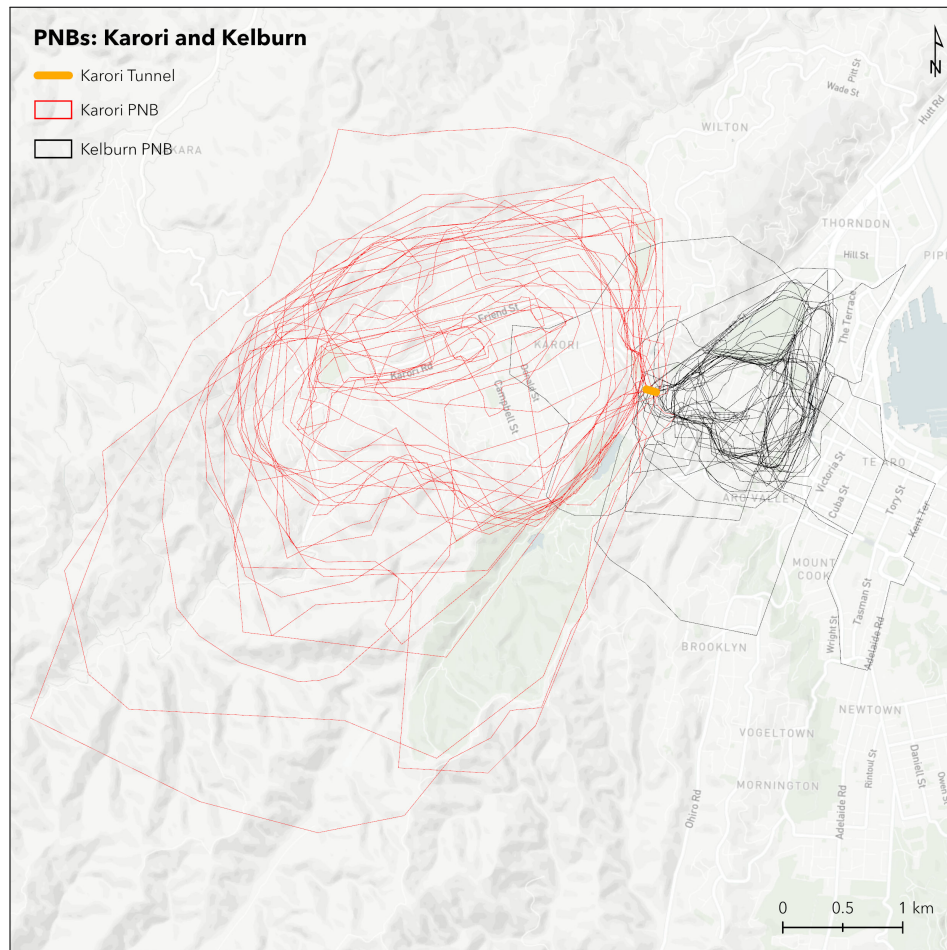 PNBs: Karori and Kelburn
Karori Tunnel
Karori PNB
Kelburn PNB
KARA
N
Pitt St
Wade St
Hutt Rd
WILTON
THORNDON
Hill St
PIP
The Terrace
Friend St
KARORI
Karori Rd
Donald St
Campbell St
ARO VALLEY
TE ARO
Victoria St
Cuba St
Tory St
Kent Ter
MOUNT
COOK
Tasman St
Wright St
Adelaide Rd
BROOKLYN
NEWTOWN
VOGELTOWN
Rintoul St
Daniell St
Owen St
MORNINGTON
Ohiro Rd
Adelaide Rd
0 0.5 1 km